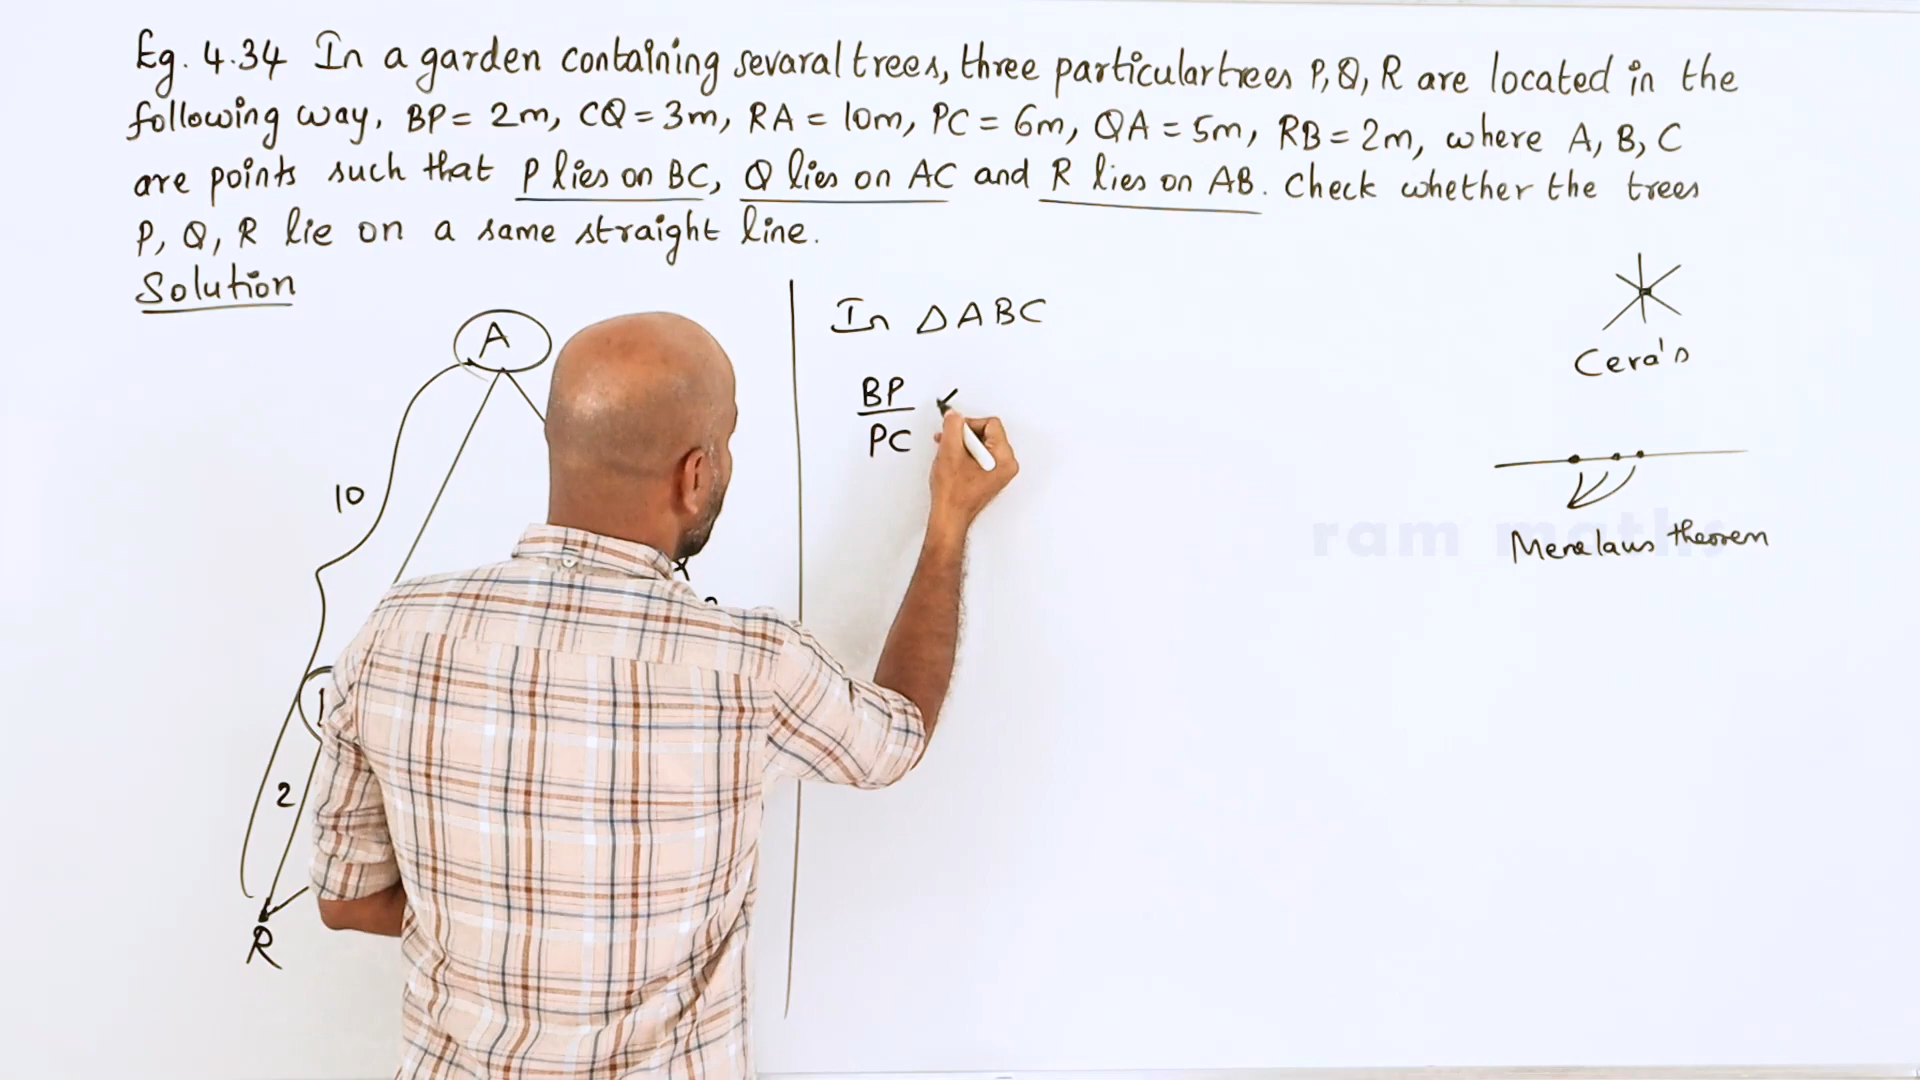 Eg. 4.34 In a garden containing sevaral trees, three particular trees P, Q, R are located in the
following way, BP = 2m, CQ = 3m, RA = 10m, PC = 6m, QA = 5m, RB = 2m, where A, B, C
are points such that P lies on BC, Q lies on AC and R lies on AB. Check whether the trees
P, Q, R lie on a same straight line.
Solution
A
10
2
R
In △ABC
BP
PC
Ceva's
Menelaus theorem
ram maths